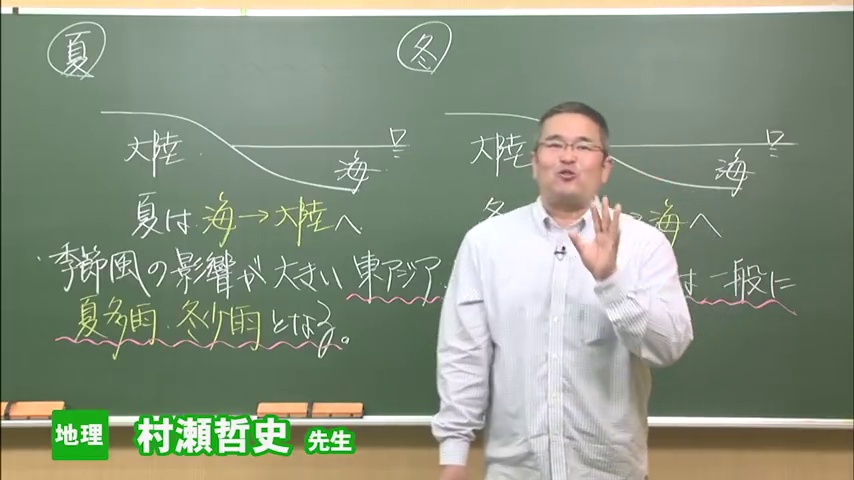 夏
冬
大陸 海
大陸 海
夏は 海→大陸へ
冬 海へ
・季節風の影響が大きい 東アジア は一般に
夏多雨・冬少雨となる。
地理 村瀬哲史 先生